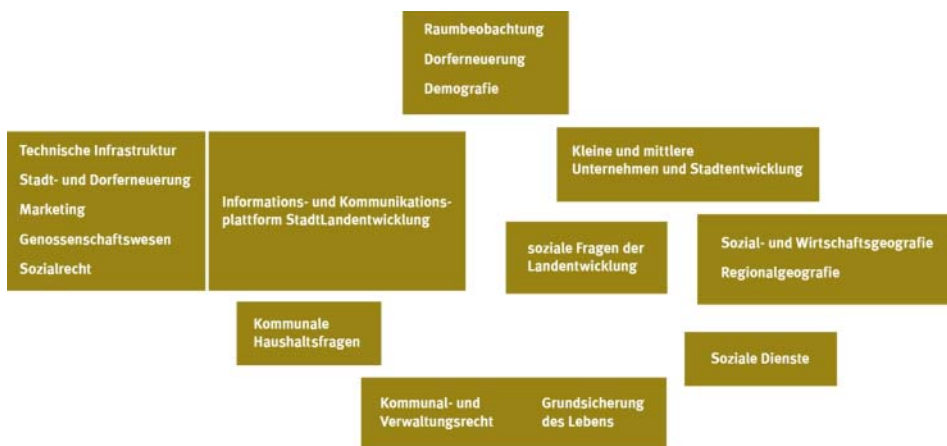 Raumbeobachtung
Dorferneuerung
Demografie
Technische Infrastruktur
Stadt- und Dorferneuerung
Marketing
Genossenschaftswesen
Sozialrecht
Informations- und Kommunikations-
plattform StadtLandentwicklung
Kleine und mittlere
Unternehmen und Stadtentwicklung
soziale Fragen der
Landentwicklung
Sozial- und Wirtschaftsgeografie
Regionalgeografie
Kommunale
Haushaltsfragen
Soziale Dienste
Kommunal- und
Verwaltungsrecht
Grundsicherung
des Lebens